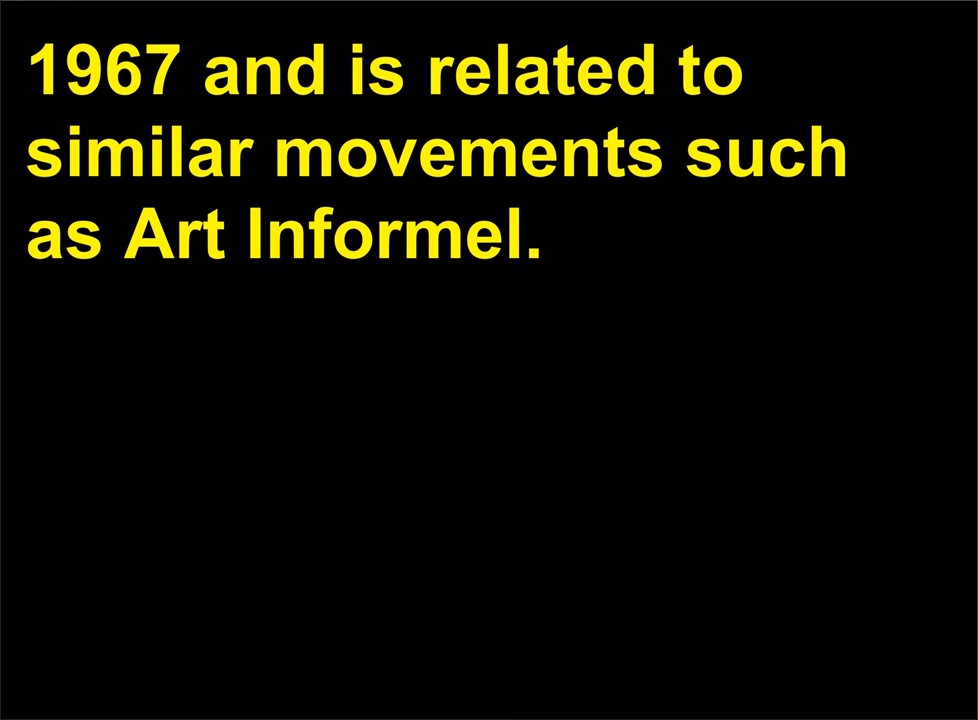 1967 and is related to
similar movements such
as Art Informel.